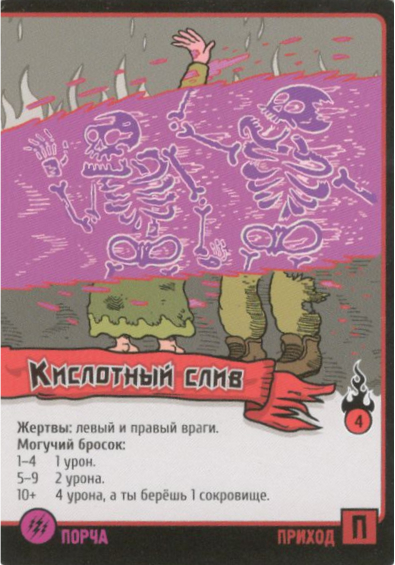 Кислотный слив
4
Жертвы: левый и правый враги.
Могучий бросок:
1–4 1 урон.
5–9 2 урона.
10+ 4 урона, а ты берёшь 1 сокровище.
ПОРЧА
ПРИХОД П